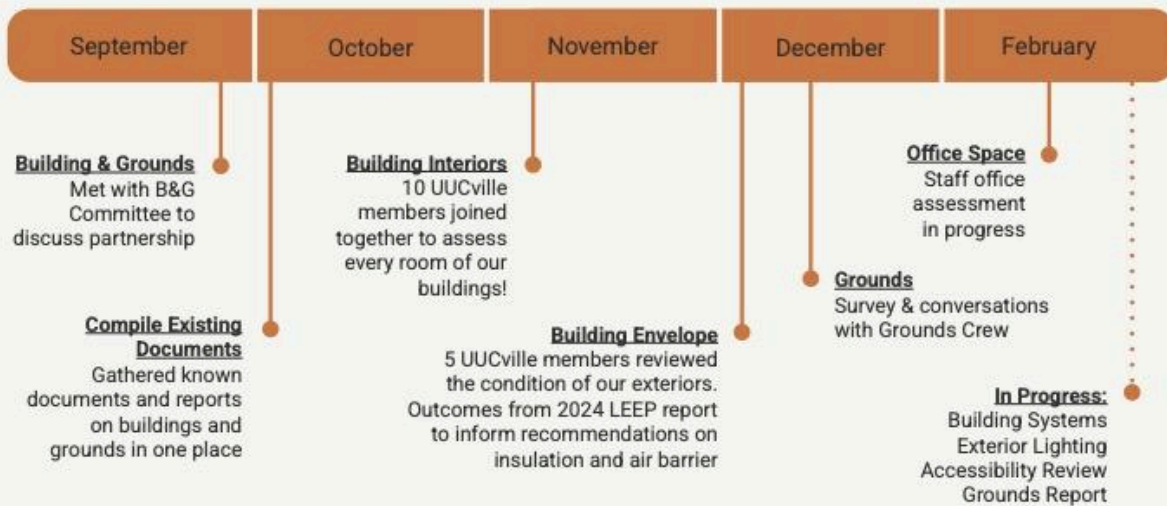 September
October
November
December
February
Building & Grounds
Met with B&G
Committee to
discuss partnership
Compile Existing
Documents
Gathered known
documents and reports
on buildings and
grounds in one place
Building Interiors
10 UUCville
members joined
together to assess
every room of our
buildings!
Building Envelope
5 UUCville members reviewed
the condition of our exteriors.
Outcomes from 2024 LEEP report
to inform recommendations on
insulation and air barrier
Grounds
Survey & conversations
with Grounds Crew
Office Space
Staff office
assessment
in progress
In Progress:
Building Systems
Exterior Lighting
Accessibility Review
Grounds Report